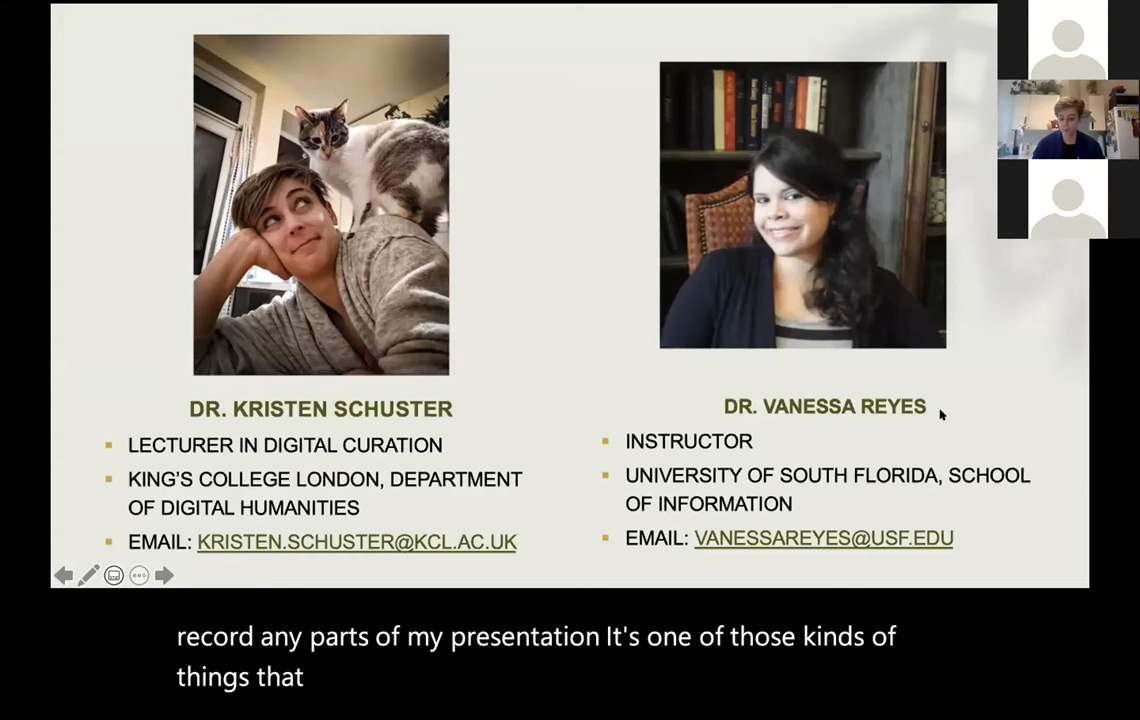 DR. KRISTEN SCHUSTER
LECTURER IN DIGITAL CURATION
KING'S COLLEGE LONDON, DEPARTMENT
OF DIGITAL HUMANITIES
EMAIL: KRISTEN.SCHUSTER@KCL.AC.UK
DR. VANESSA REYES
INSTRUCTOR
UNIVERSITY OF SOUTH FLORIDA, SCHOOL
OF INFORMATION
EMAIL: VANESSAREYES@USF.EDU
record any parts of my presentation It's one of those kinds of
things that